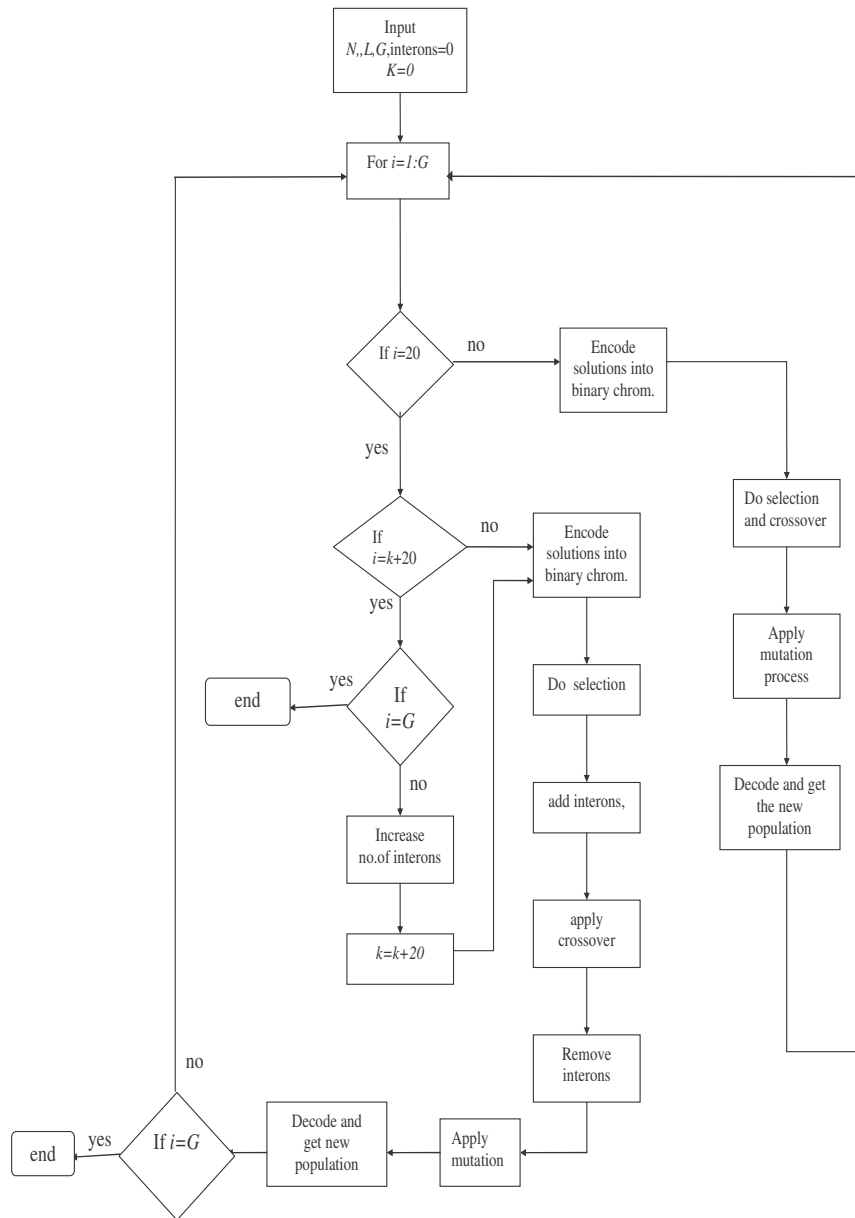 Input
N,,L,G,interons=0
K=0
For i=1:G
If i=20
no
Encode
solutions into
binary chrom.
yes
Do selection
and crossover
If
i=k+20
no
Encode
solutions into
binary chrom.
yes
Apply
mutation
process
If
i=G
yes
end
Do selection
no
Decode and get
the new
population
add interons,
Increase
no.of interons
apply
crossover
k=k+20
Remove
interons
no
Apply
mutation
Decode and
get new
population
If i=G
yes
end